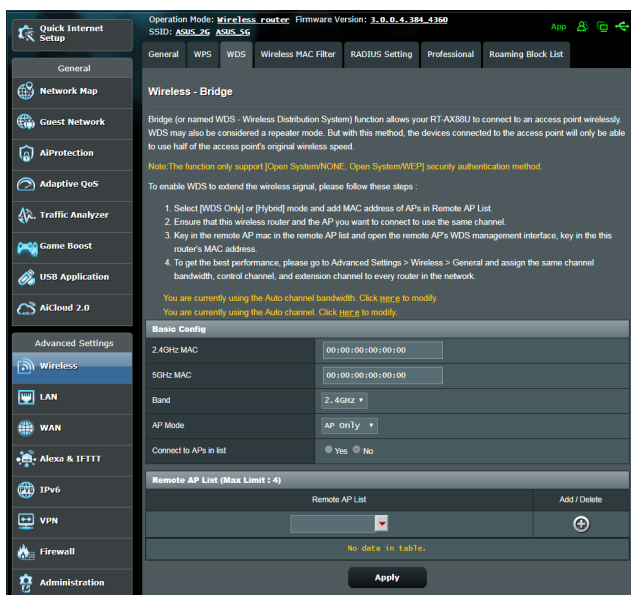 Quick Internet
Setup
General
Network Map
Guest Network
AiProtection
Adaptive QoS
Traffic Analyzer
Game Boost
USB Application
AiCloud 2.0
Advanced Settings
Wireless
LAN
WAN
Alexa & IFTTT
IPv6
VPN
Firewall
Administration
Operation Mode: Wireless router Firmware Version: 3.0.0.4.384_4360
SSID: ASUS_2G ASUS_5G
App
General WPS WDS Wireless MAC Filter RADIUS Setting Professional Roaming Block List
Wireless - Bridge
Bridge (or named WDS - Wireless Distribution System) function allows your RT-AX88U to connect to an access point wirelessly.
WDS may also be considered a repeater mode. But with this method, the devices connected to the access point will only be able
to use half of the access point's original wireless speed.
Note:The function only support [Open System/NONE, Open System/WEP] security authentication method.
To enable WDS to extend the wireless signal, please follow these steps :
1. Select [WDS Only] or [Hybrid] mode and add MAC address of APs in Remote AP List.
2. Ensure that this wireless router and the AP you want to connect to use the same channel.
3. Key in the remote AP mac in the remote AP list and open the remote AP's WDS management interface, key in the this
router's MAC address.
4. To get the best performance, please go to Advanced Settings > Wireless > General and assign the same channel
bandwidth, control channel, and extension channel to every router in the network.
You are currently using the Auto channel bandwidth. Click Here to modify.
You are currently using the Auto channel. Click Here to modify.
Basic Config
2.4GHz MAC 00:00:00:00:00:00
5GHz MAC 00:00:00:00:00:00
Band 2.4GHz
AP Mode AP Only
Connect to APs in list Yes No
Remote AP List (Max Limit : 4)
Remote AP List Add / Delete
No data in table.
Apply